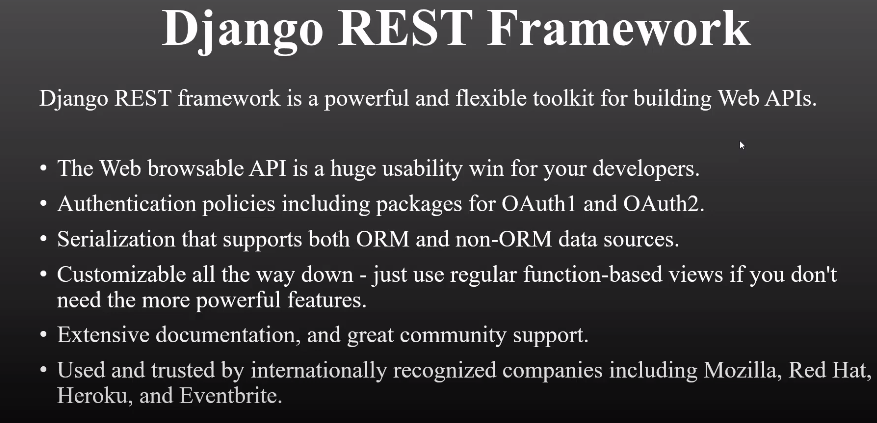 Django REST Framework
Django REST framework is a powerful and flexible toolkit for building Web APIs.
• The Web browsable API is a huge usability win for your developers.
• Authentication policies including packages for OAuth1 and OAuth2.
• Serialization that supports both ORM and non-ORM data sources.
• Customizable all the way down - just use regular function-based views if you don't
need the more powerful features.
• Extensive documentation, and great community support.
• Used and trusted by internationally recognized companies including Mozilla, Red Hat,
Heroku, and Eventbrite.